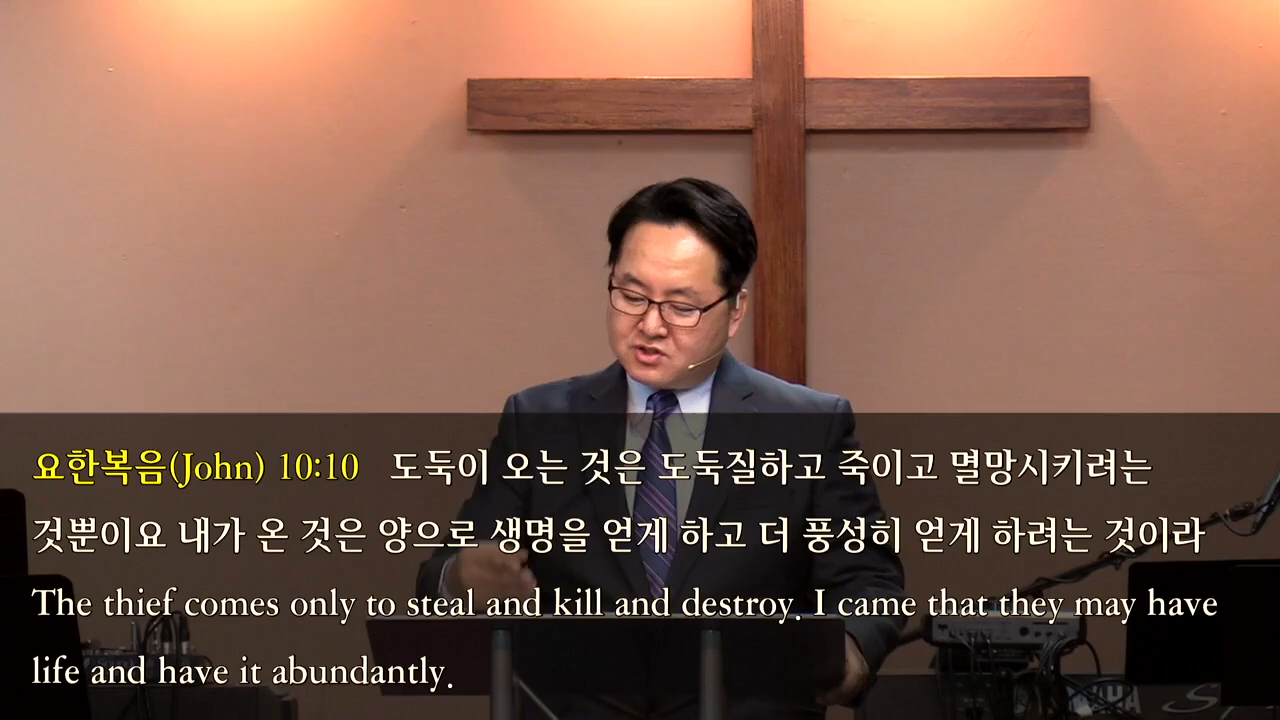 요한복음(John) 10:10 도둑이 오는 것은 도둑질하고 죽이고 멸망시키려는
것뿐이요 내가 온 것은 양으로 생명을 얻게 하고 더 풍성히 얻게 하려는 것이라
The thief comes only to steal and kill and destroy. I came that they may have
life and have it abundantly.